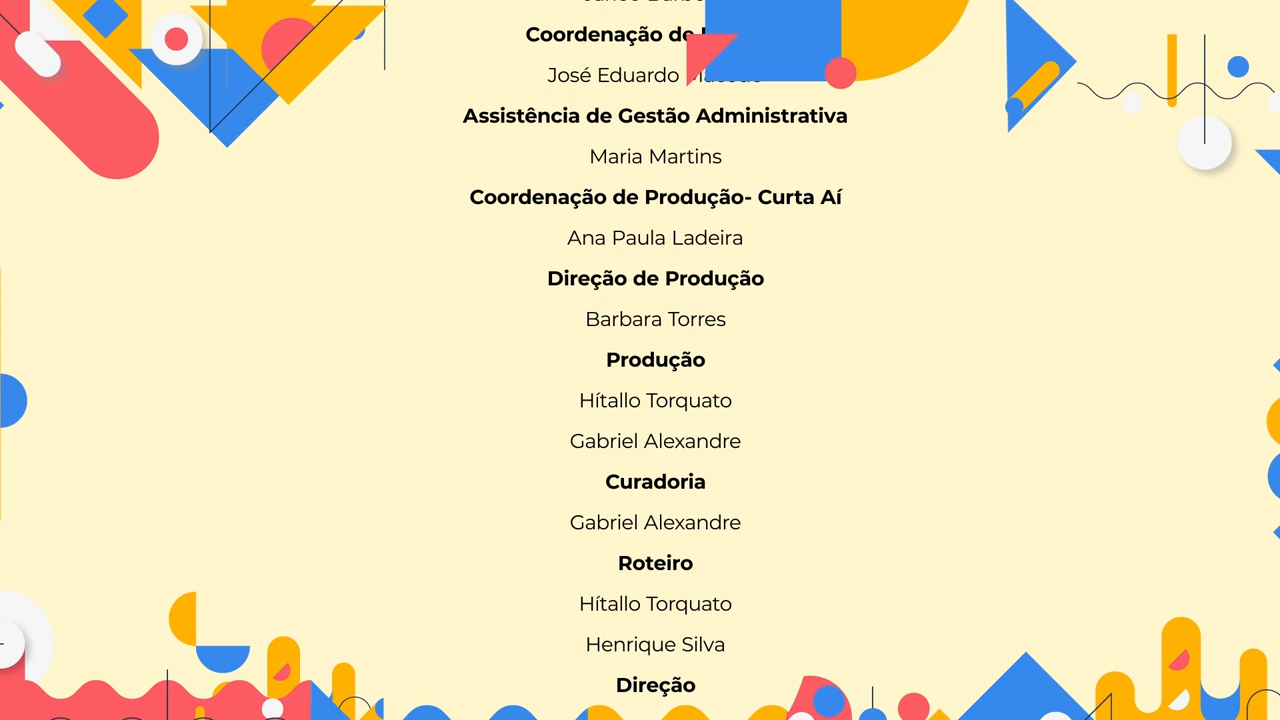 Coordenação de
José Eduardo
Assistência de Gestão Administrativa
Maria Martins
Coordenação de Produção- Curta Aí
Ana Paula Ladeira
Direção de Produção
Barbara Torres
Produção
Hítallo Torquato
Gabriel Alexandre
Curadoria
Gabriel Alexandre
Roteiro
Hítallo Torquato
Henrique Silva
Direção